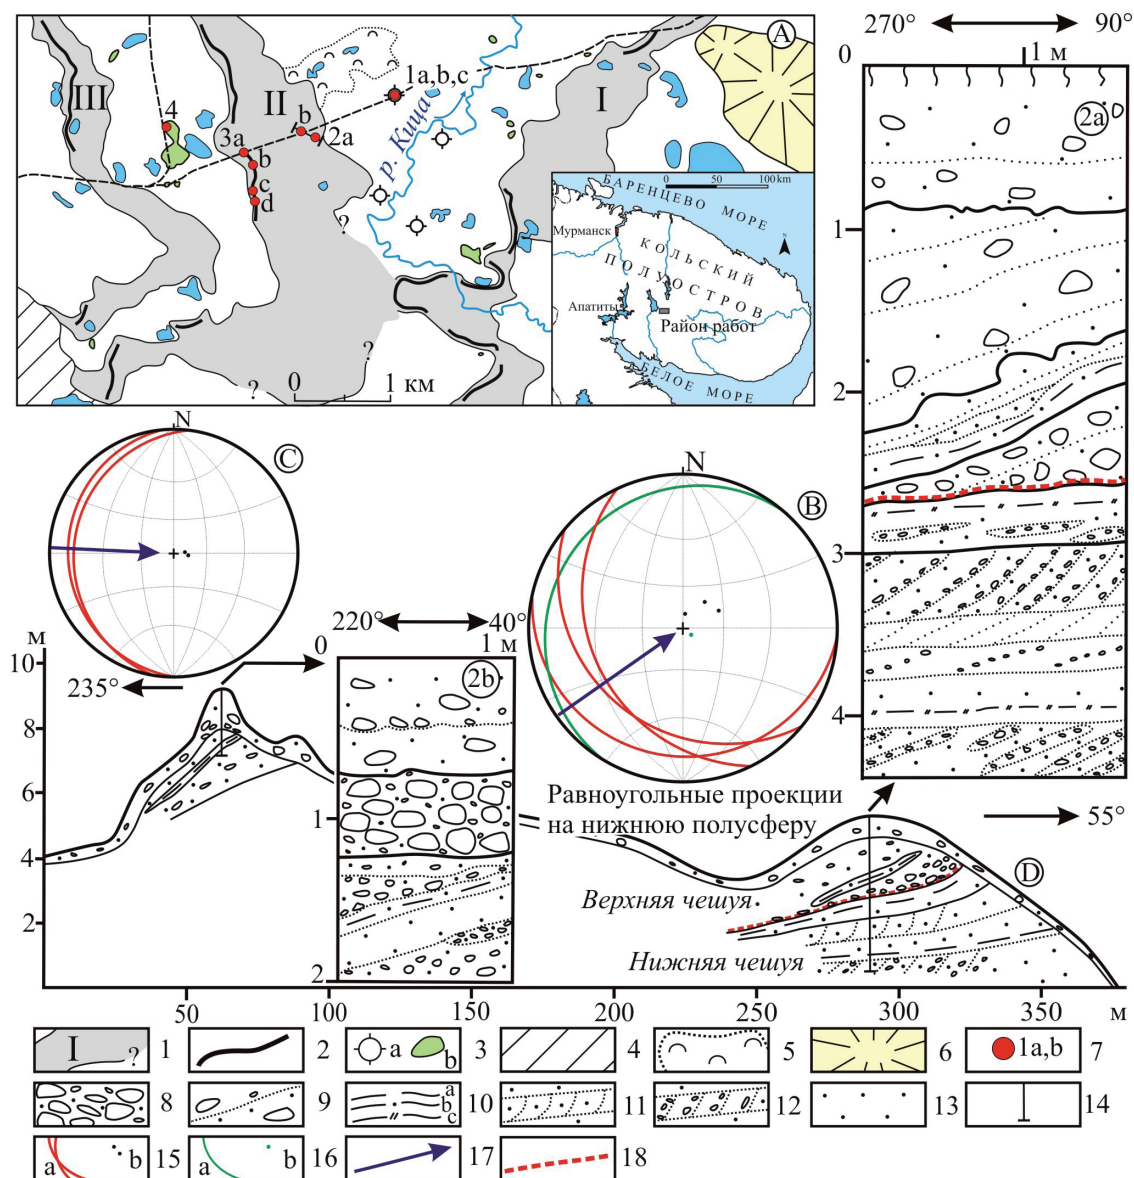 A
III
II
I
4
3a
b
2a
b
c
d
1a,b,c
р. Кица
?
?
?
0 1 км
0 50 100 km
БАРЕНЦЕВО МОРЕ
Мурманск
N
КОЛЬСКИЙ
ПОЛУОСТРОВ
Апатиты
Район работ
БЕЛОЕ МОРЕ
270° 90°
0 1 м
2a
1
2
3
4
N
C
N
B
Равноугольные проекции
на нижнюю полусферу
м
10
8
6
4
2
235°
220° 40°
0 1 м
2b
1
2
55°
D
Верхняя чешуя
Нижняя чешуя
50 100 150 200 250 300 350 м
I ? 1
2
a b 3
4
5
6
1a,b 7
8
9
a b c 10
11
12
13
14
a b 15
a b 16
17
18